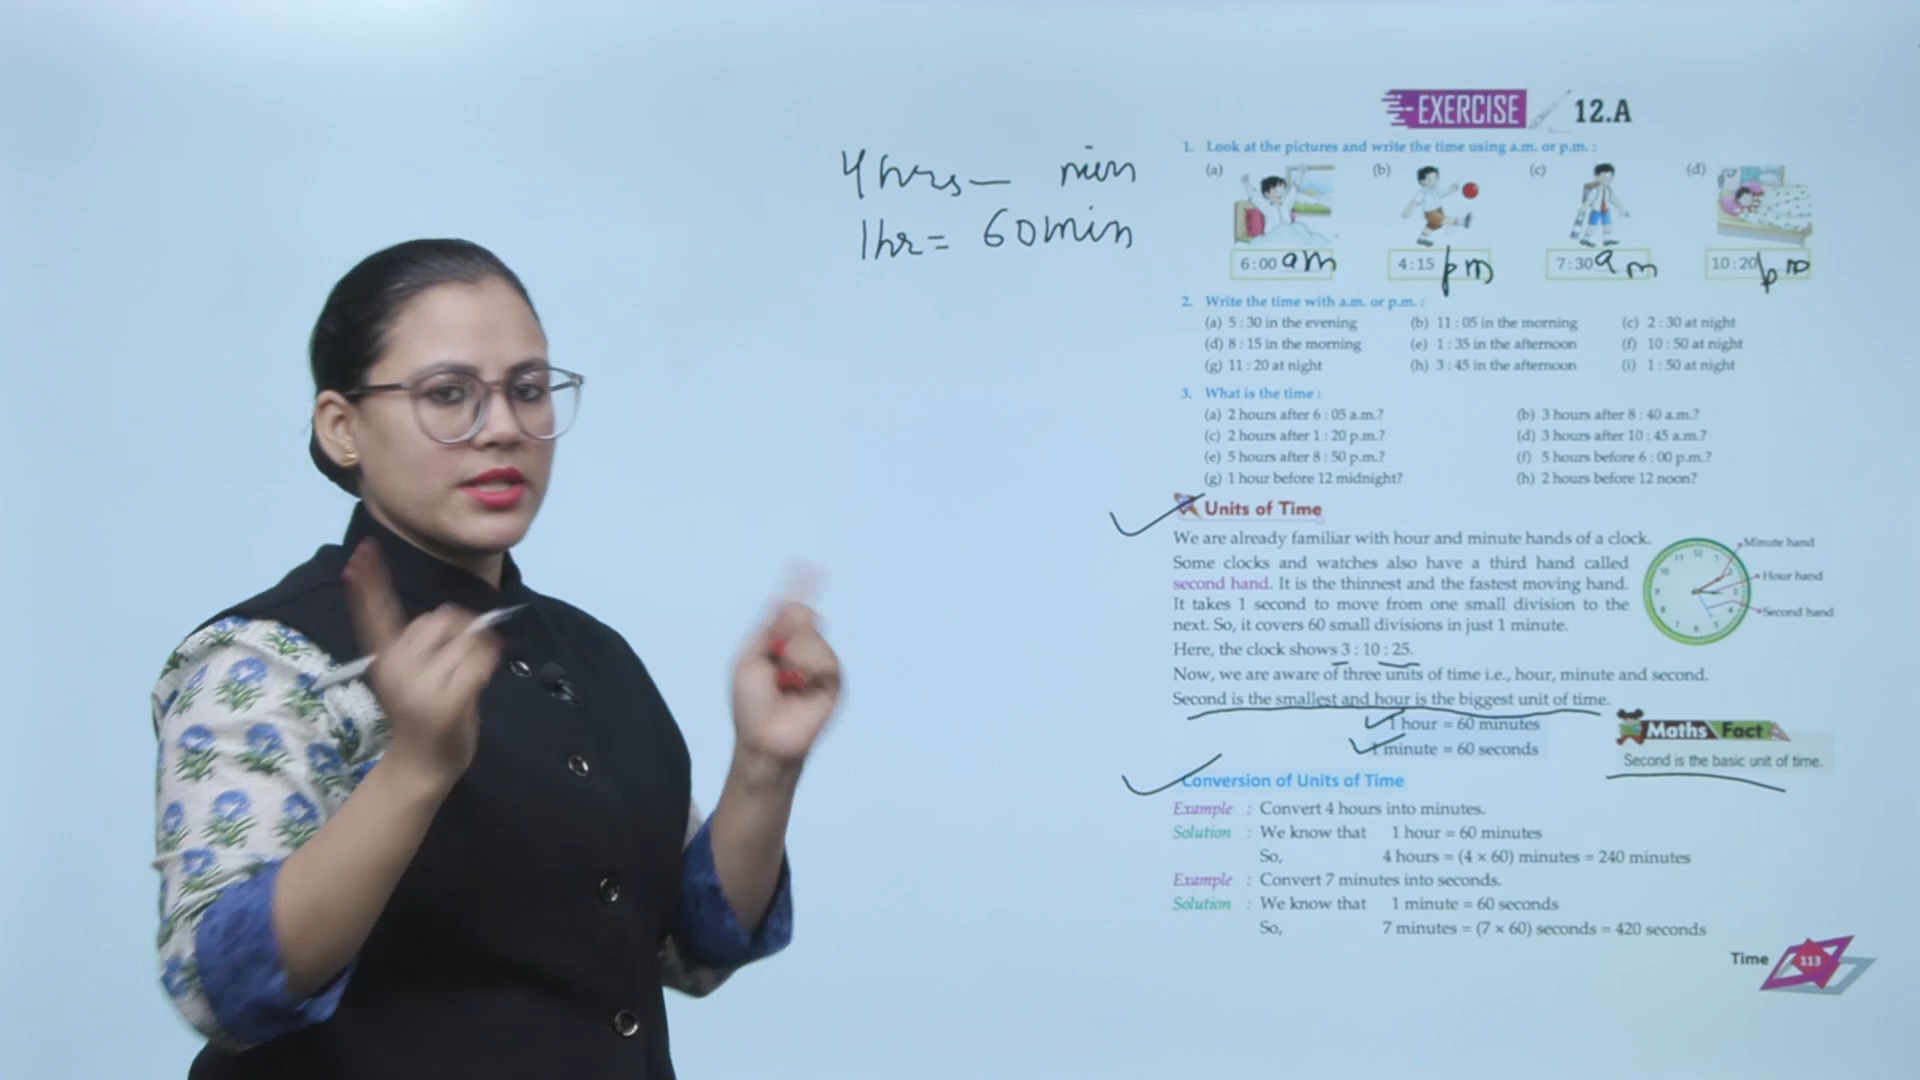 4hrs— min
1hr = 60min
EXERCISE 12.A
1. Look at the pictures and write the time using a.m. or p.m. :
(a) (b) (c) (d)
6:00 am 4:15 pm 7:30 am 10:20 pm
2. Write the time with a.m. or p.m. :
(a) 5 : 30 in the evening (b) 11 : 05 in the morning (c) 2 : 30 at night
(d) 8 : 15 in the morning (e) 1 : 35 in the afternoon (f) 10 : 50 at night
(g) 11 : 20 at night (h) 3 : 45 in the afternoon (i) 1 : 50 at night
3. What is the time :
(a) 2 hours after 6 : 05 a.m.? (b) 3 hours after 8 : 40 a.m.?
(c) 2 hours after 1 : 20 p.m.? (d) 3 hours after 10 : 45 a.m.?
(e) 5 hours after 8 : 50 p.m.? (f) 5 hours before 6 : 00 p.m.?
(g) 1 hour before 12 midnight? (h) 2 hours before 12 noon?
Units of Time
We are already familiar with hour and minute hands of a clock.
Some clocks and watches also have a third hand called
second hand. It is the thinnest and the fastest moving hand.
It takes 1 second to move from one small division to the
next. So, it covers 60 small divisions in just 1 minute.
Here, the clock shows 3 : 10 : 25.
Minute hand
Hour hand
Second hand
Now, we are aware of three units of time i.e., hour, minute and second.
Second is the smallest and hour is the biggest unit of time.
1 hour = 60 minutes
1 minute = 60 seconds
Maths Fact
Second is the basic unit of time.
Conversion of Units of Time
Example : Convert 4 hours into minutes.
Solution : We know that 1 hour = 60 minutes
So, 4 hours = (4 × 60) minutes = 240 minutes
Example : Convert 7 minutes into seconds.
Solution : We know that 1 minute = 60 seconds
So, 7 minutes = (7 × 60) seconds = 420 seconds
Time 113